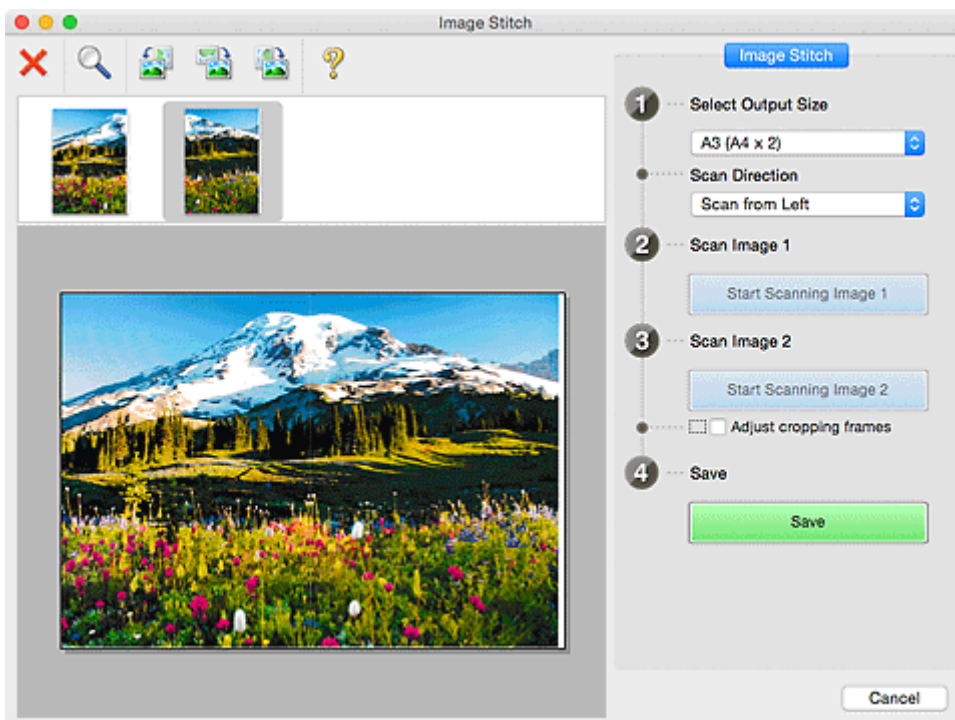 Image Stitch
Image Stitch
1 Select Output Size
A3 (A4 x 2)
Scan Direction
Scan from Left
2 Scan Image 1
Start Scanning Image 1
3 Scan Image 2
Start Scanning Image 2
Adjust cropping frames
4 Save
Save
Cancel